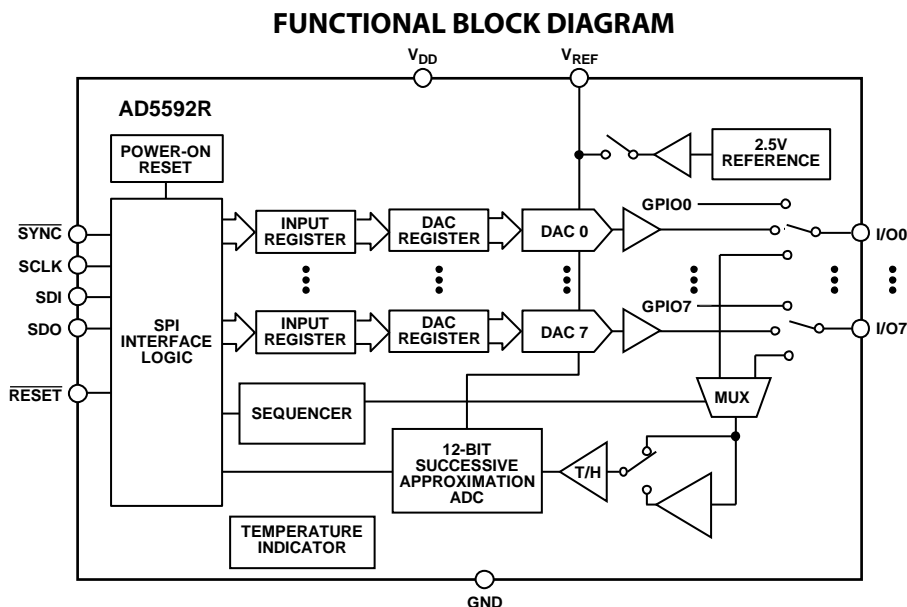 FUNCTIONAL BLOCK DIAGRAM
VDD
VREF
AD5592R
POWER-ON
RESET
2.5V
REFERENCE
GPIO0
SYNC
SCLK
SDI
SDO
RESET
SPI
INTERFACE
LOGIC
INPUT
REGISTER
DAC
REGISTER
DAC 0
I/O0
INPUT
REGISTER
DAC
REGISTER
DAC 7
GPIO7
I/O7
SEQUENCER
MUX
12-BIT
SUCCESSIVE
APPROXIMATION
ADC
T/H
TEMPERATURE
INDICATOR
GND